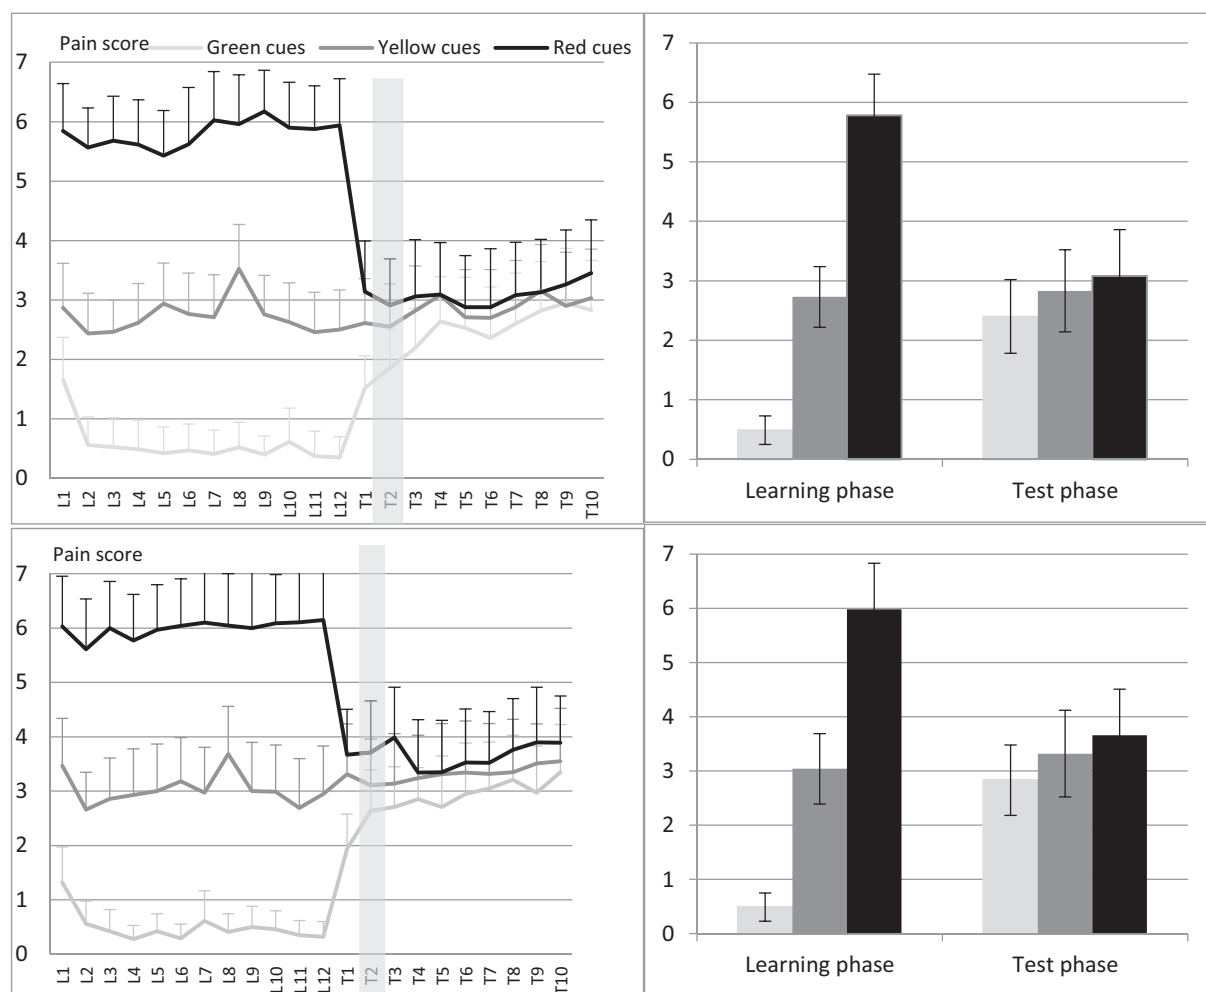 Pain score
Green cues
Yellow cues
Red cues
7
6
5
4
3
2
1
0
L1
L2
L3
L4
L5
L6
L7
L8
L9
L10
L11
L12
T1
T2
T3
T4
T5
T6
T7
T8
T9
T10
7
6
5
4
3
2
1
0
Learning phase
Test phase
Pain score
7
6
5
4
3
2
1
0
L1
L2
L3
L4
L5
L6
L7
L8
L9
L10
L11
L12
T1
T2
T3
T4
T5
T6
T7
T8
T9
T10
7
6
5
4
3
2
1
0
Learning phase
Test phase